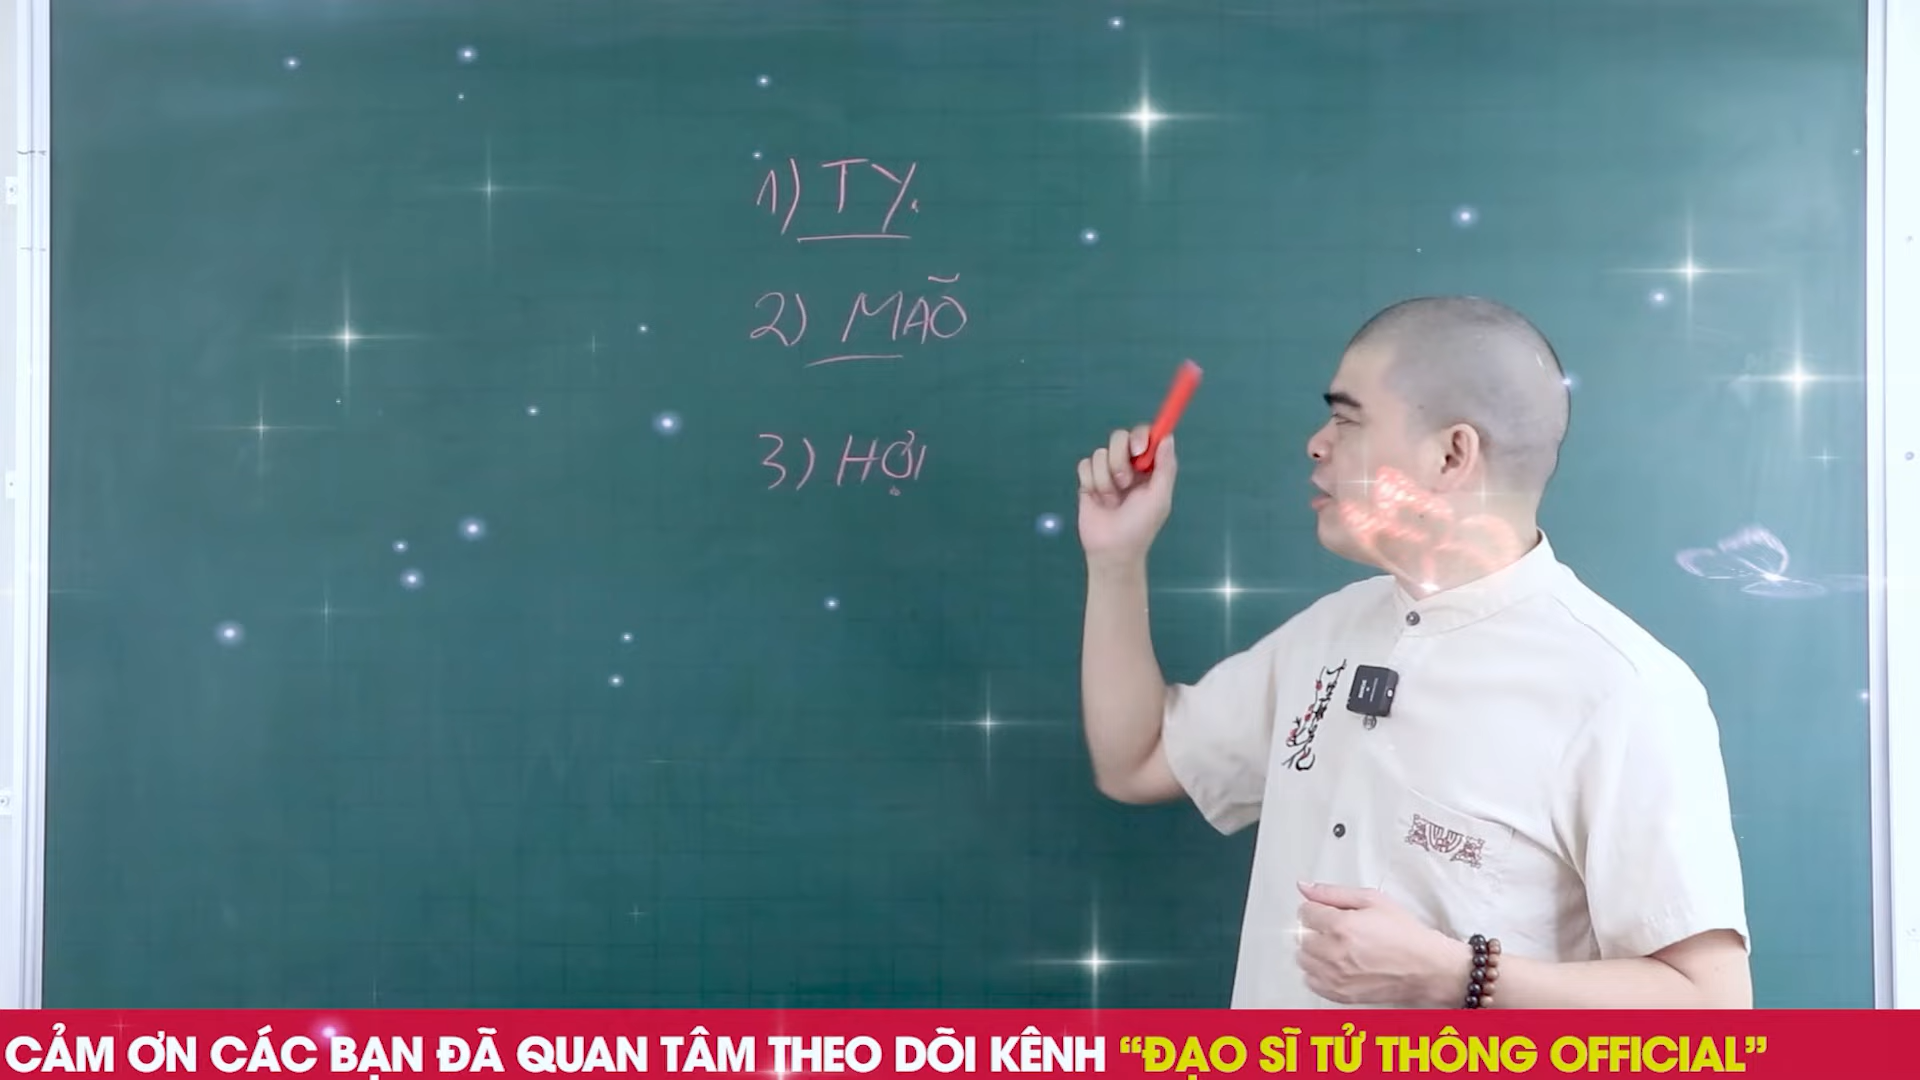 1) TY.
2) MAÕ
3) HỢI
CẢM ƠN CÁC BẠN ĐÃ QUAN TÂM THEO DÕI KÊNH “ĐẠO SĨ TỬ THÔNG OFFICIAL”